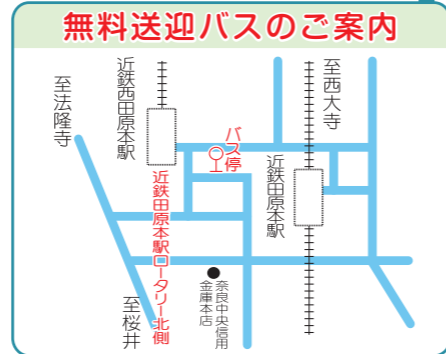 無料送迎バスのご案内
至法隆寺
近鉄西田原本駅
バス停
至西大寺
近鉄田原本駅
近鉄田原本駅ロータリー北側
至桜井
奈良中央信用
金庫本店